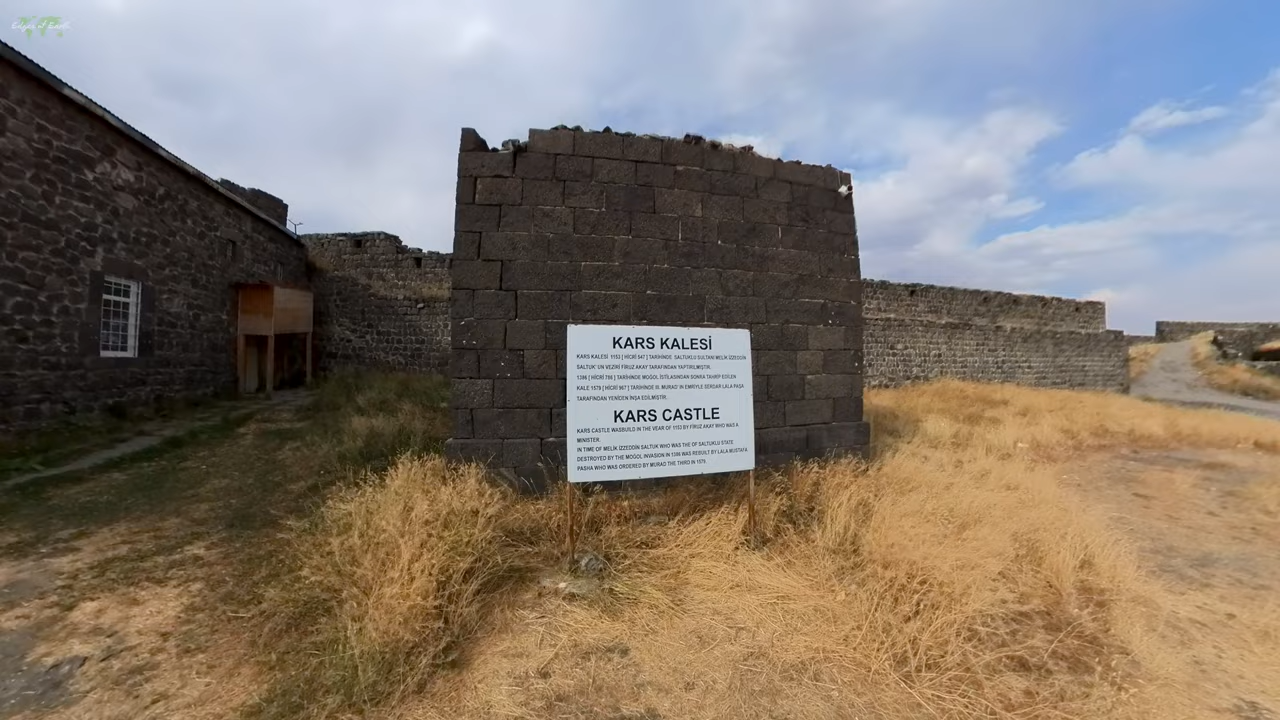 KARS KALESİ
KARS KALESİ 1153 [ HİCRİ 547 ] TARİHİNDE SALTUKLU SULTANI MELİK İZZEDDİN
SALTUK' UN VEZİRİ FİRUZ AKAY TARAFINDAN YAPTIRILMIŞTIR.
1386 [ HİCRİ 788 ] TARİHİNDE MOĞOL İSTİLASINDAN SONRA TAHRİP EDİLEN
KALE 1579 [ HİCRİ 967 ] TARİHİNDE III. MURAD' IN EMRİYLE SERDAR LALA PAŞA
TARAFINDAN YENİDEN İNŞA EDİLMİŞTİR.
KARS CASTLE
KARS CASTLE WASBUILD IN THE YEAR OF 1153 BY FİRUZ AKAY WHO WAS A
MINISTER.
IN TIME OF MELİK İZZEDDİN SALTUK WHO WAS THE OF SALTUKLU STATE
DESTROYED BY THE MOGOL INVASION IN 1386 WAS REBUILT BY LALA MUSTAFA
PASHA WHO WAS ORDERED BY MURAD THE THIRD IN 1579.